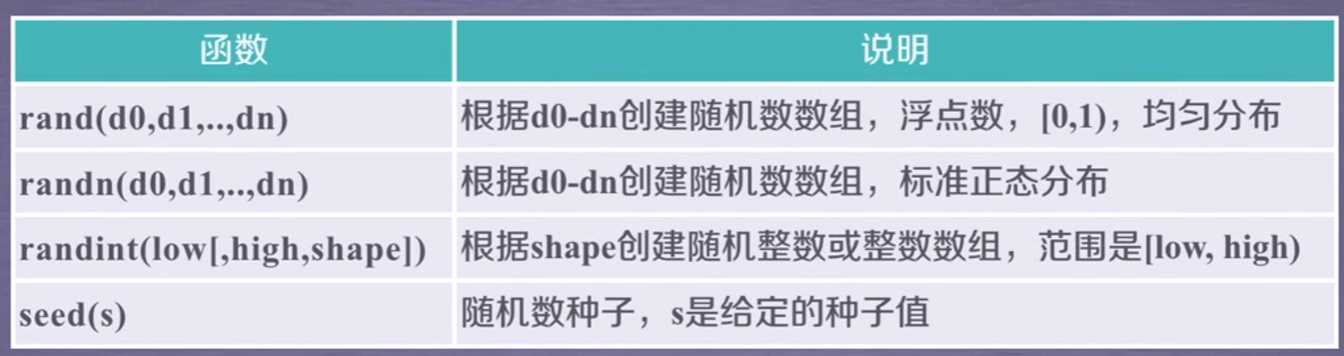 函数 说明
rand(d0,d1,..,dn) 根据d0-dn创建随机数数组，浮点数，[0,1)，均匀分布
randn(d0,d1,..,dn) 根据d0-dn创建随机数数组，标准正态分布
randint(low[,high,shape]) 根据shape创建随机整数或整数数组，范围是[low, high)
seed(s) 随机数种子，s是给定的种子值